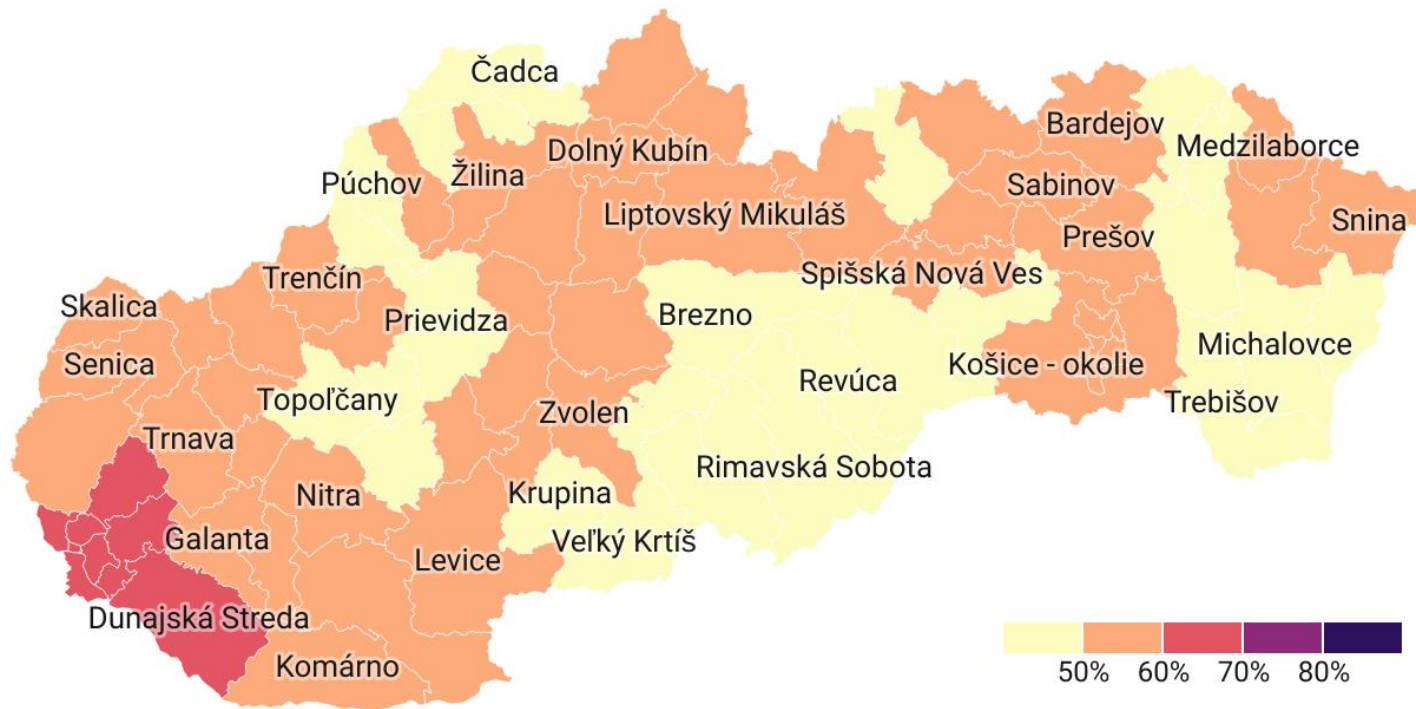 Čadca
Bardejov
Medzilaborce
Dolný Kubín
Žilina
Púchov
Sabinov
Liptovský Mikuláš
Snina
Prešov
Trenčín
Spišská Nová Ves
Skalica
Prievidza
Brezno
Michalovce
Senica
Košice - okolie
Revúca
Topoľčany
Trebišov
Zvolen
Trnava
Rimavská Sobota
Nitra
Krupina
Galanta
Veľký Krtíš
Levice
Dunajská Streda
Komárno
50% 60% 70% 80%